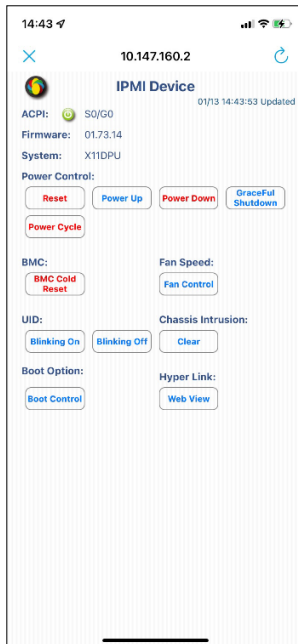 14:43
10.147.160.2
IPMI Device
01/13 14:43:53 Updated
ACPI: S0/G0
Firmware: 01.73.14
System: X11DPU
Power Control:
Reset Power Up Power Down GraceFul Shutdown
Power Cycle
BMC: Fan Speed:
BMC Cold Reset Fan Control
UID: Chassis Intrusion:
Blinking On Blinking Off Clear
Boot Option: Hyper Link:
Boot Control Web View